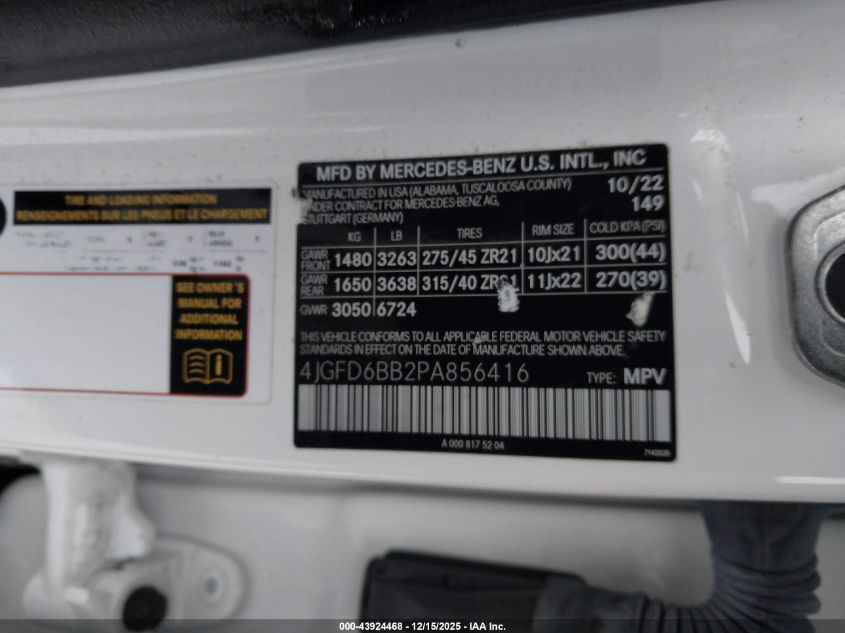 TIRE AND LOADING INFORMATION
RENSEIGNEMENTS SUR LES PNEUS ET LE CHARGEMENT
SEE OWNER'S
MANUAL FOR
ADDITIONAL
INFORMATION
MFD BY MERCEDES-BENZ U.S. INTL., INC
MANUFACTURED IN USA (ALABAMA, TUSCALOOSA COUNTY) 10/22
UNDER CONTRACT FOR MERCEDES-BENZ AG, 149
STUTTGART (GERMANY)
KG LB TIRES RIM SIZE COLD KPA (PSI)
GAWR FRONT 1480 3263 275/45 ZR21 10Jx21 300(44)
GAWR REAR 1650 3638 315/40 11Jx22 270(39)
GVWR 3050 6724
THIS VEHICLE CONFORMS TO ALL APPLICABLE FEDERAL MOTOR VEHICLE SAFETY
STANDARDS IN EFFECT ON THE DATE OF MANUFACTURE SHOWN ABOVE.
4JGFD6BB2PA856416 TYPE: MPV
A 000 817 52 04
000-43924468 - 12/15/2025 - IAA Inc.